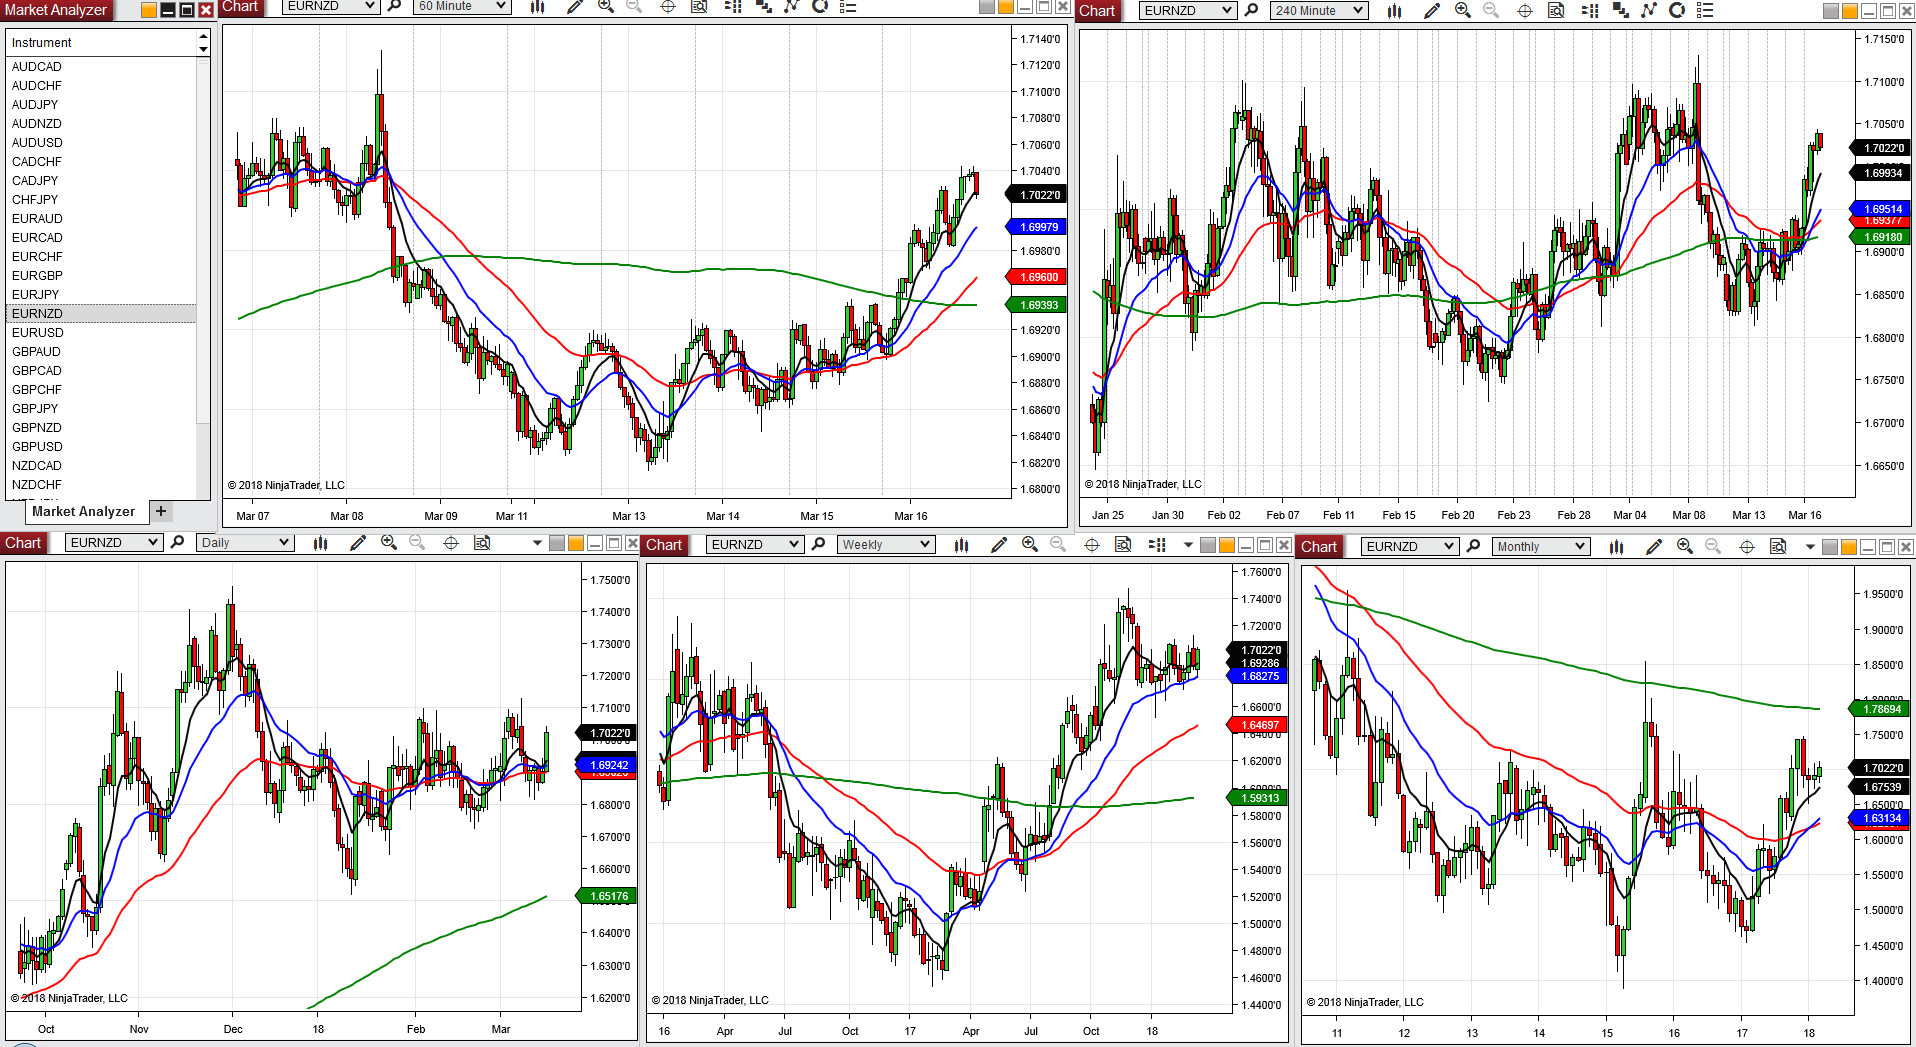 Market Analyzer
Instrument
AUDCAD
AUDCHF
AUDJPY
AUDNZD
AUDUSD
CADCHF
CADJPY
CHFJPY
EURAUD
EURCAD
EURCHF
EURGBP
EURJPY
EURNZD
EURUSD
GBPAUD
GBPCAD
GBPCHF
GBPJPY
GBPNZD
GBPUSD
NZDCAD
NZDCHF
Market Analyzer +
Chart EURNZD 60 Minute
1.7140'0
1.7120'0
1.7100'0
1.7080'0
1.7060'0
1.7040'0
1.7022'0
1.69979
1.6980'0
1.69600
1.69393
1.6920'0
1.6900'0
1.6880'0
1.6860'0
1.6840'0
1.6820'0
1.6800'0
© 2018 NinjaTrader, LLC
Mar 07 Mar 08 Mar 09 Mar 11 Mar 13 Mar 14 Mar 15 Mar 16
Chart EURNZD 240 Minute
1.7150'0
1.7100'0
1.7050'0
1.7022'0
1.69934
1.69514
1.69377
1.69180
1.6900'0
1.6850'0
1.6800'0
1.6750'0
1.6700'0
1.6650'0
© 2018 NinjaTrader, LLC
Jan 25 Jan 30 Feb 02 Feb 07 Feb 11 Feb 15 Feb 20 Feb 23 Feb 28 Mar 04 Mar 08 Mar 13 Mar 16
Chart EURNZD Daily
1.7500'0
1.7400'0
1.7300'0
1.7200'0
1.7100'0
1.7022'0
1.69242
1.6800'0
1.6700'0
1.6600'0
1.65176
1.6400'0
1.6300'0
1.6200'0
© 2018 NinjaTrader, LLC
Oct Nov Dec 18 Feb Mar
Chart EURNZD Weekly
1.7600'0
1.7400'0
1.7200'0
1.7022'0
1.69286
1.68275
1.6600'0
1.64697
1.6400'0
1.6200'0
1.59313
1.5800'0
1.5600'0
1.5400'0
1.5200'0
1.5000'0
1.4800'0
1.4600'0
1.4400'0
© 2018 NinjaTrader, LLC
16 Apr Jul Oct 17 Apr Jul Oct 18
Chart EURNZD Monthly
1.9500'0
1.9000'0
1.8500'0
1.78694
1.7500'0
1.7022'0
1.67539
1.6500'0
1.63134
1.6000'0
1.5500'0
1.5000'0
1.4500'0
1.4000'0
© 2018 NinjaTrader, LLC
11 12 13 14 15 16 17 18